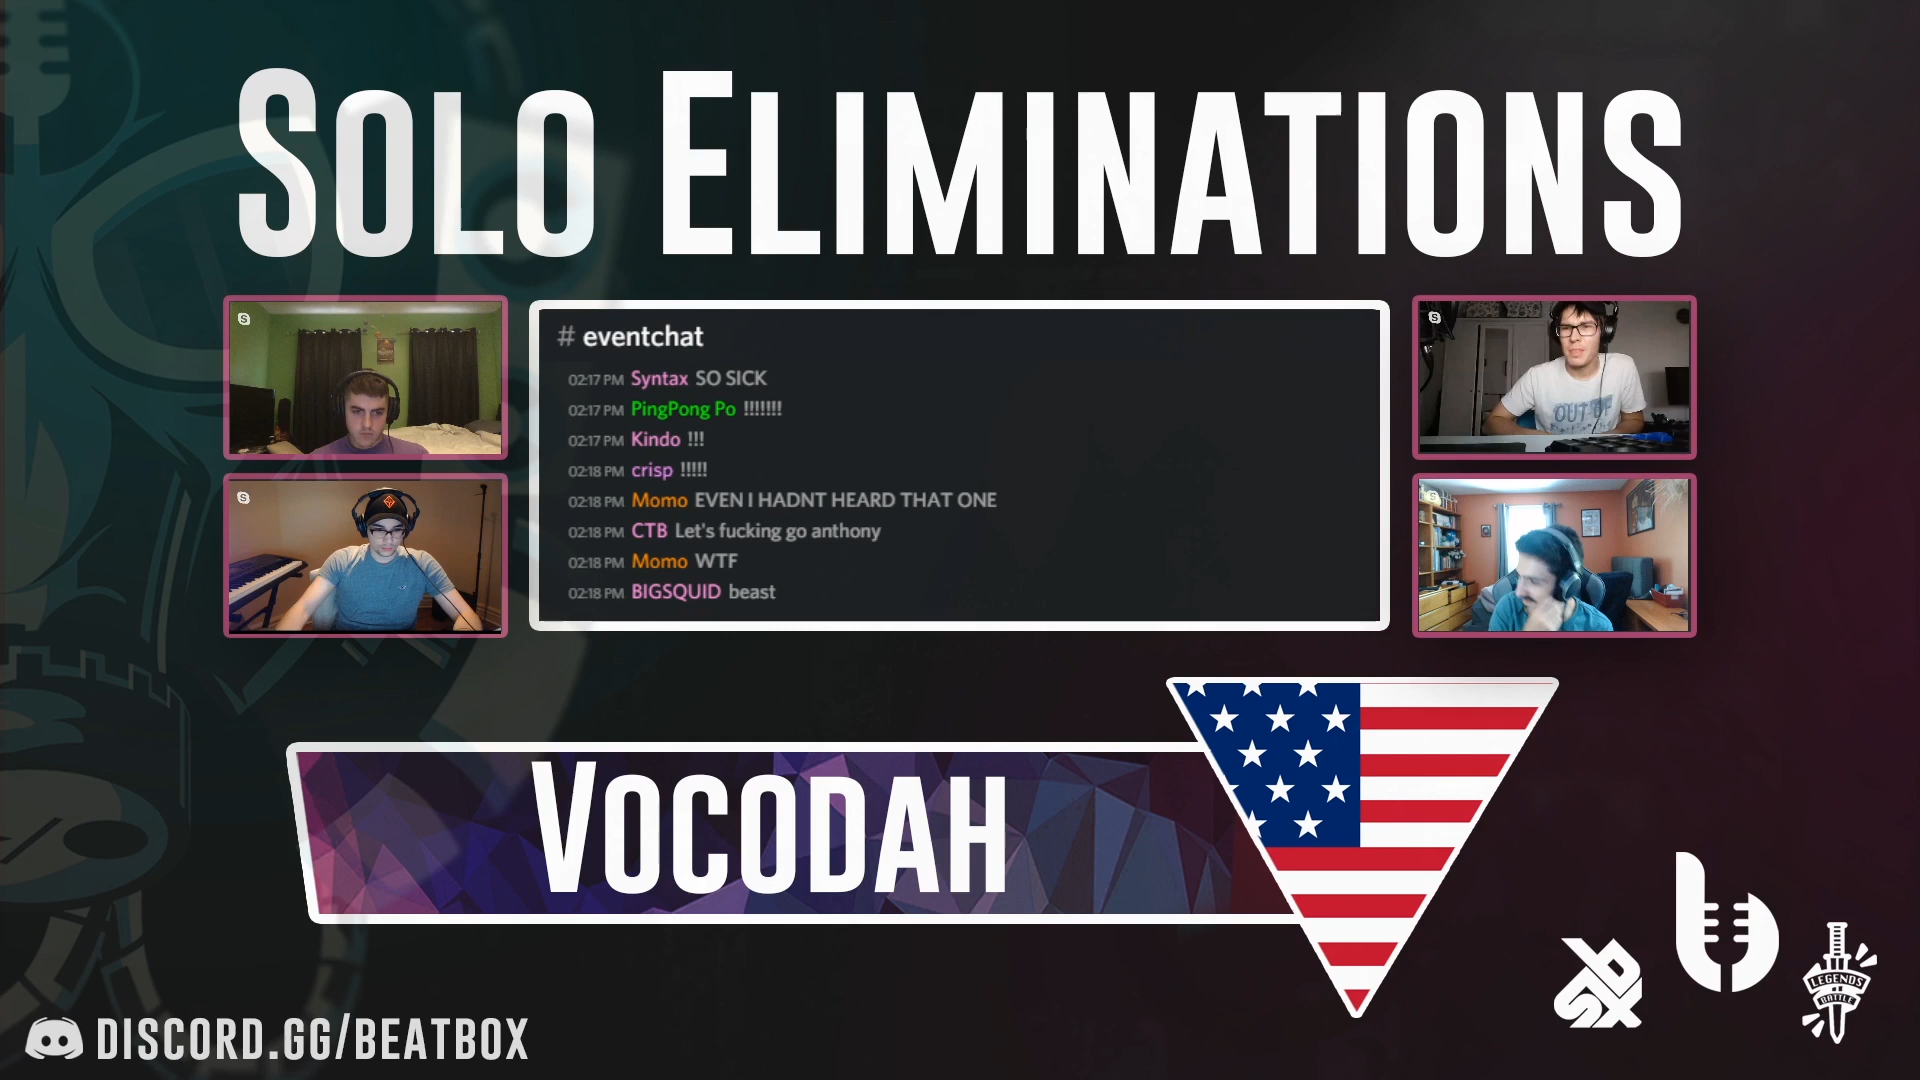 SOLO ELIMINATIONS
# eventchat
02:17 PM Syntax SO SICK
02:17 PM PingPong Po !!!!!!!
02:17 PM Kindo !!!
02:18 PM crisp !!!!!
02:18 PM Momo EVEN I HADNT HEARD THAT ONE
02:18 PM CTB Let's fucking go anthony
02:18 PM Momo WTF
02:18 PM BIGSQUID beast
OUT OF
VOCODAH
LEGENDS
BATTLE
DISCORD.GG/BEATBOX